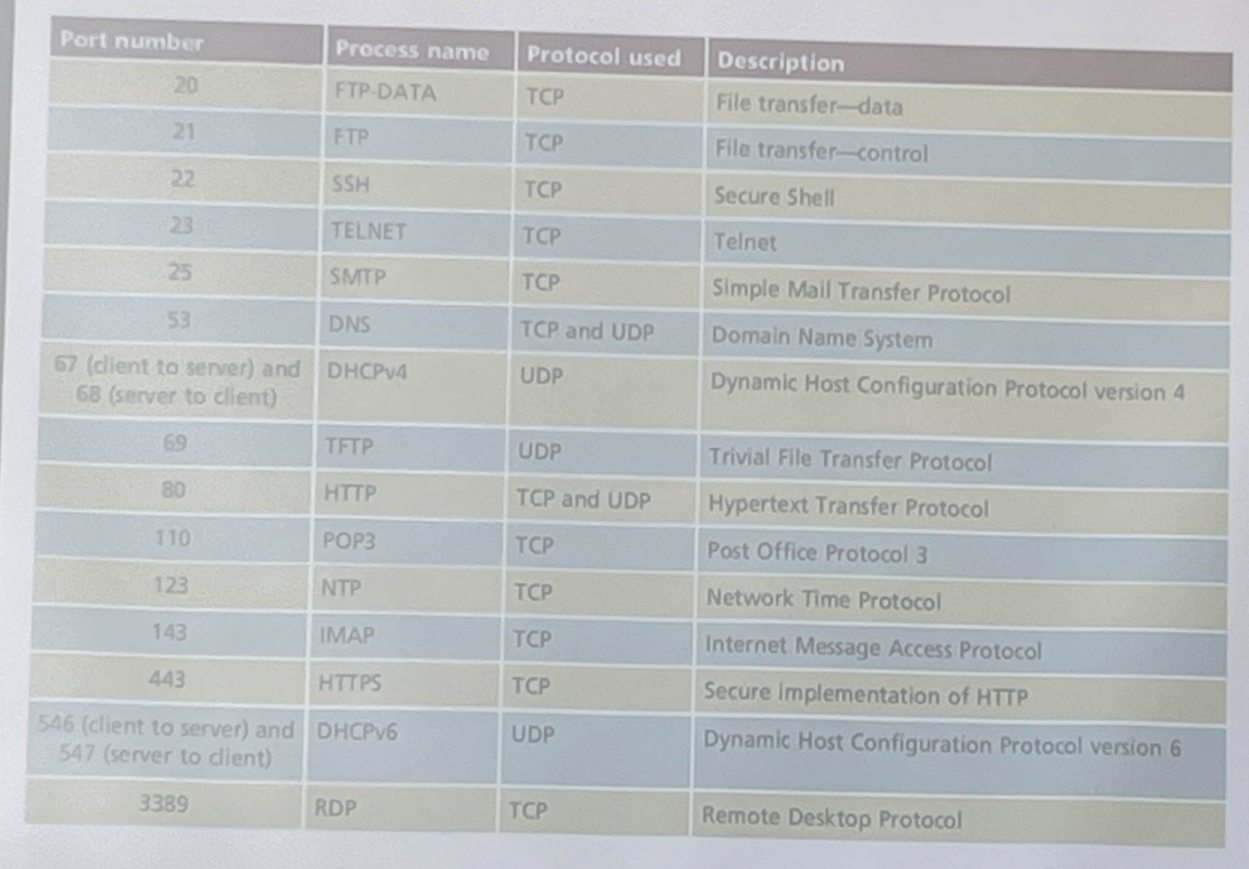 Port number Process name Protocol used Description
20 FTP-DATA TCP File transfer—data
21 FTP TCP File transfer—control
22 SSH TCP Secure Shell
23 TELNET TCP Telnet
25 SMTP TCP Simple Mail Transfer Protocol
53 DNS TCP and UDP Domain Name System
67 (client to server) and DHCPv4 UDP Dynamic Host Configuration Protocol version 4
68 (server to client)
69 TFTP UDP Trivial File Transfer Protocol
80 HTTP TCP and UDP Hypertext Transfer Protocol
110 POP3 TCP Post Office Protocol 3
123 NTP TCP Network Time Protocol
143 IMAP TCP Internet Message Access Protocol
443 HTTPS TCP Secure implementation of HTTP
546 (client to server) and DHCPv6 UDP Dynamic Host Configuration Protocol version 6
547 (server to client)
3389 RDP TCP Remote Desktop Protocol